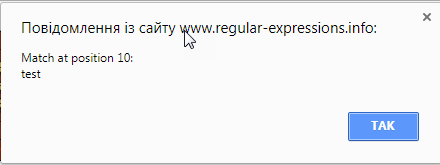 Повідомлення із сайту www.regular-expressions.info:
Match at position 10:
test
ТАК